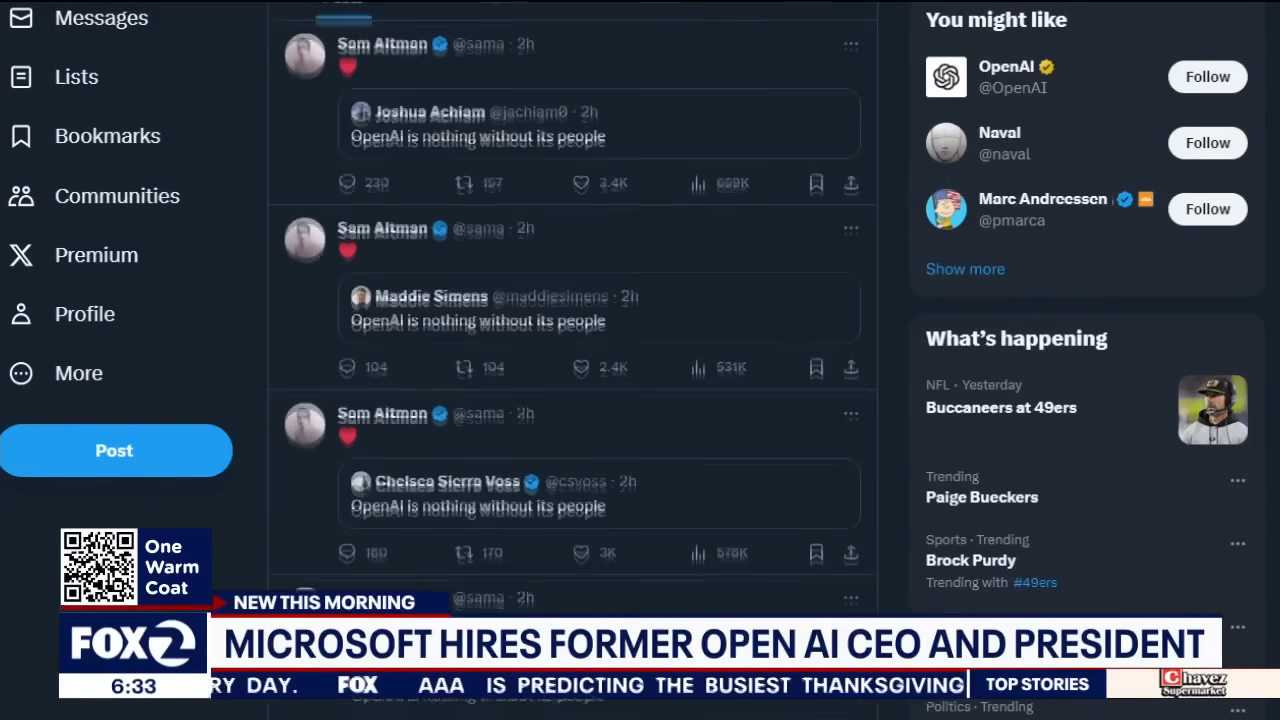 Messages
Lists
Bookmarks
Communities
Premium
Profile
More
Post
Sam Altman @sama · 2h
Joshua Achiam @jachiam0 · 2h
OpenAI is nothing without its people
230 157 3.4K 659K
Sam Altman @sama · 2h
Maddie Simens @maddiesimens · 2h
OpenAI is nothing without its people
104 104 2.4K 531K
Sam Altman @sama · 2h
Chelsea Sierra Voss @csvoss · 2h
OpenAI is nothing without its people
170 3K
@sama · 2h
You might like
OpenAI
@OpenAI
Follow
Naval
@naval
Follow
Marc Andreessen
@pmarca
Follow
Show more
What's happening
NFL · Yesterday
Buccaneers at 49ers
Trending
Paige Bueckers
Sports · Trending
Brock Purdy
Trending with #49ers
One
Warm
Coat
NEW THIS MORNING
FOX 2
MICROSOFT HIRES FORMER OPEN AI CEO AND PRESIDENT
6:33
RY DAY. FOX AAA IS PREDICTING THE BUSIEST THANKSGIVING
TOP STORIES
Chavez
Supermarket
Politics · Trending